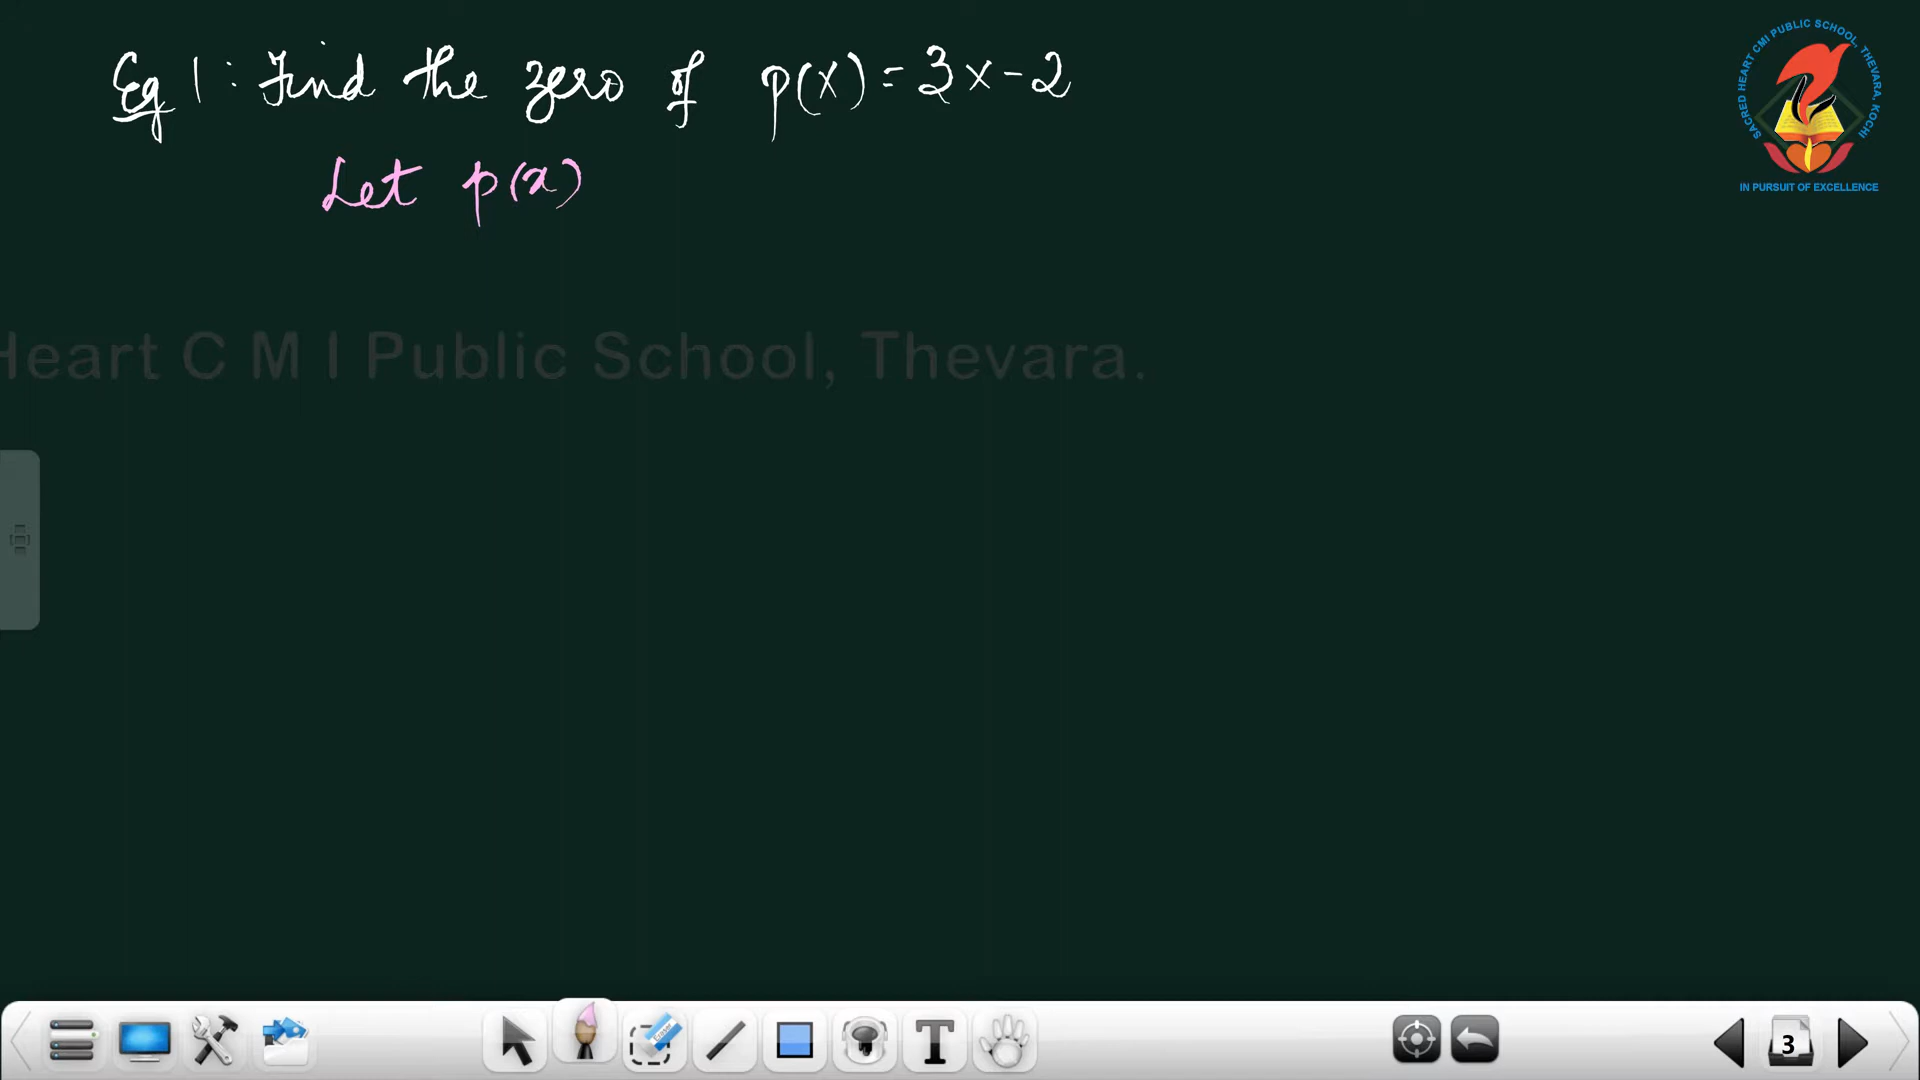 Eg 1: Find the zero of p(x) = 3x - 2
Let p(x)
SACRED HEART CMI PUBLIC SCHOOL, THEVARA, KOCHI
IN PURSUIT OF EXCELLENCE
Heart C M I Public School, Thevara.
Eraser
T
3